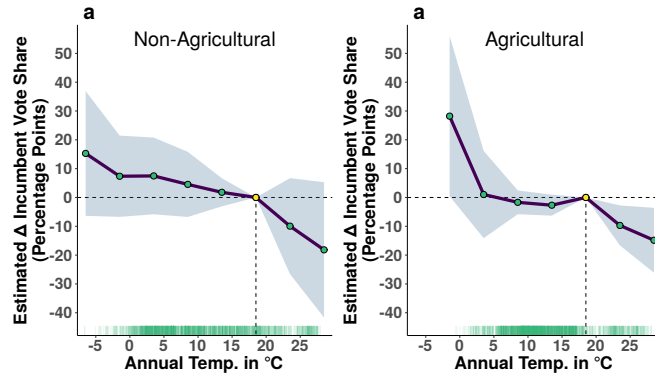 a
Non-Agricultural
Estimated Δ Incumbent Vote Share
(Percentage Points)
50
40
30
20
10
0
-10
-20
-30
-40
-5 0 5 10 15 20 25
Annual Temp. in °C
a
Agricultural
Estimated Δ Incumbent Vote Share
(Percentage Points)
50
40
30
20
10
0
-10
-20
-30
-40
-5 0 5 10 15 20 25
Annual Temp. in °C